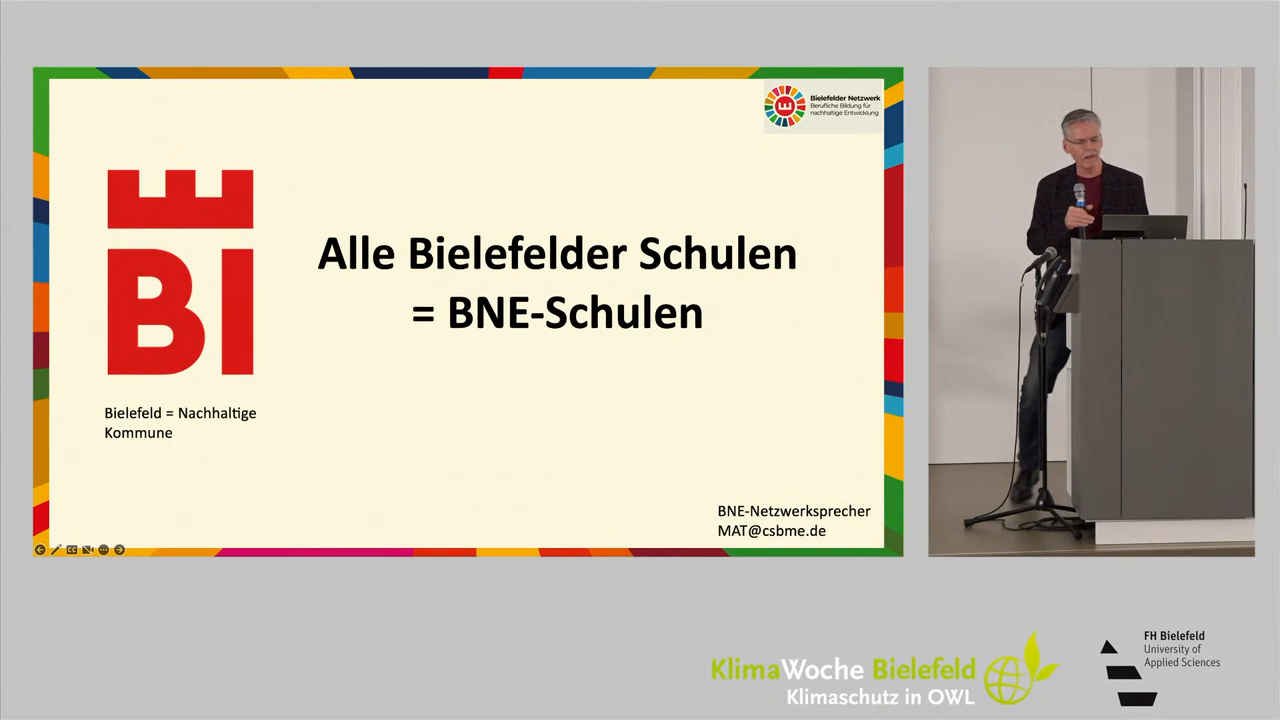 Bielefelder Netzwerk
Berufliche Bildung für
nachhaltige Entwicklung
BI
Alle Bielefelder Schulen
= BNE-Schulen
Bielefeld = Nachhaltige
Kommune
BNE-Netzwerksprecher
MAT@csbme.de
KlimaWoche Bielefeld
Klimaschutz in OWL
FH Bielefeld
University of
Applied Sciences